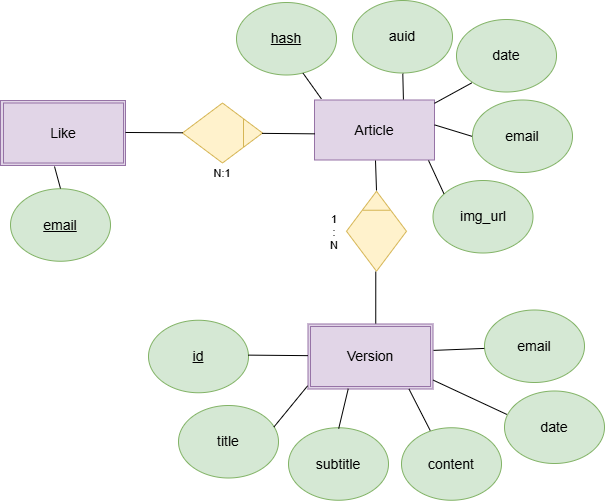 hash
auid
date
Like
Article
email
N:1
email
img_url
1
:
N
id
Version
email
title
subtitle
content
date